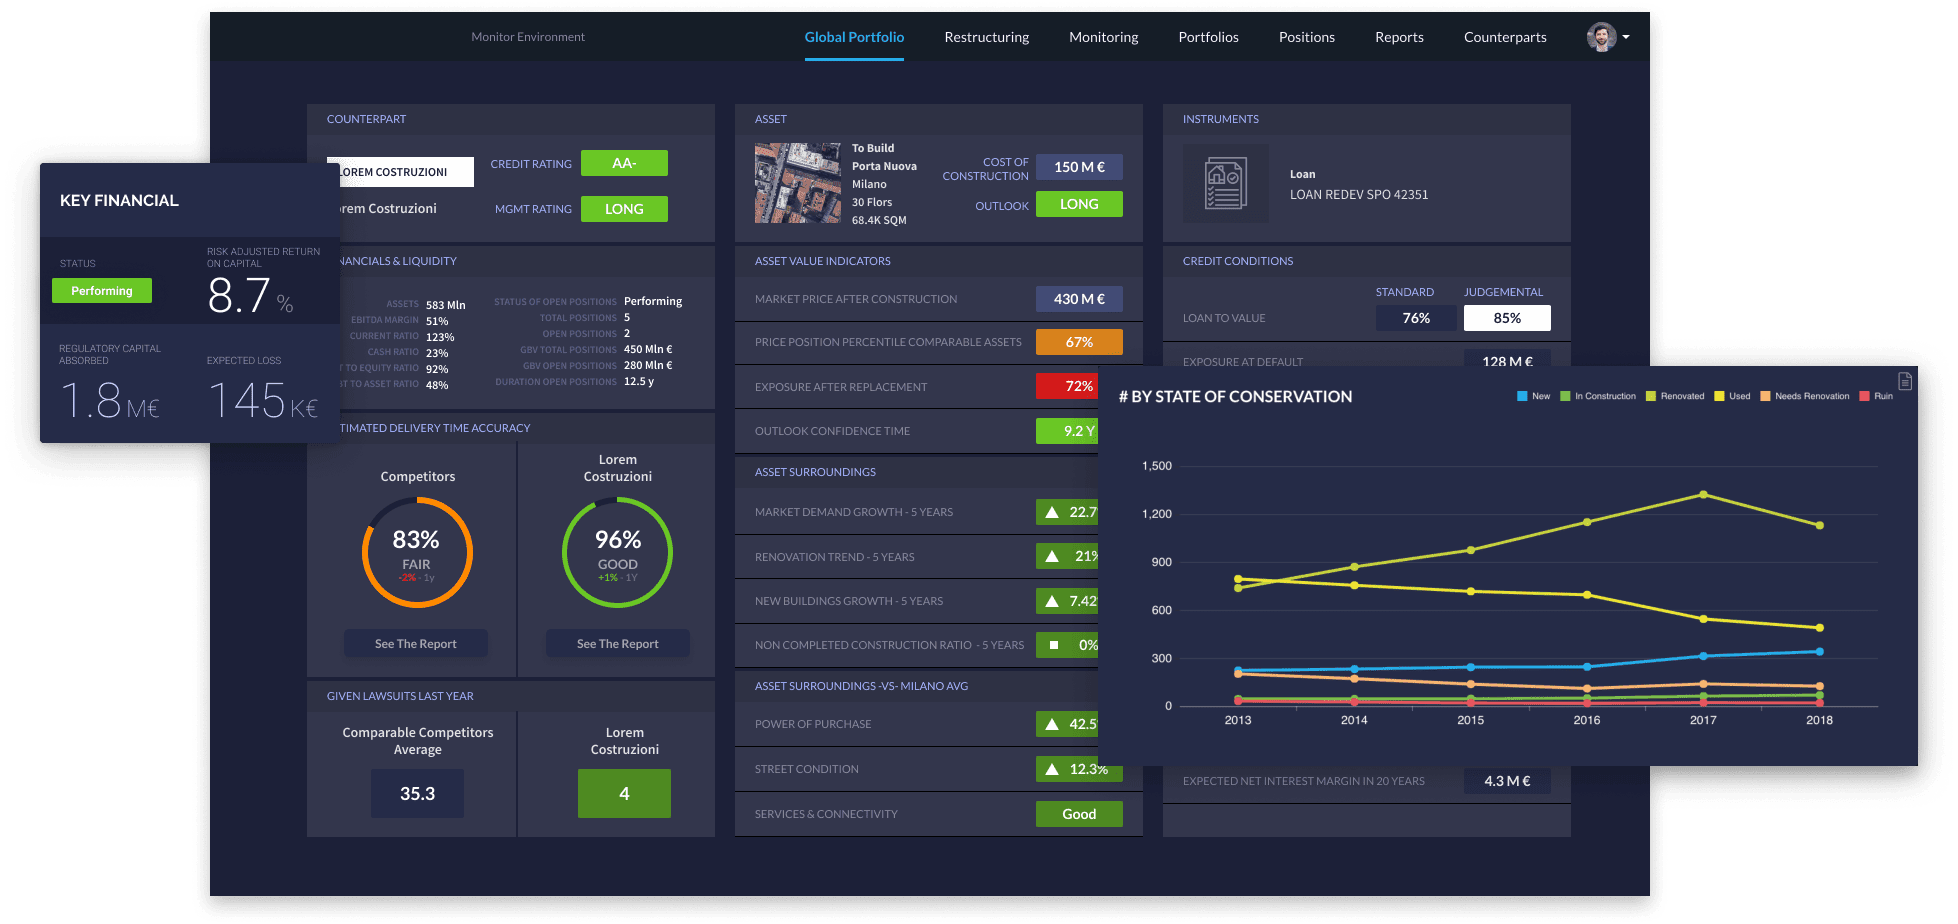 Monitor Environment
Global Portfolio
Restructuring
Monitoring
Portfolios
Positions
Reports
Counterparts
KEY FINANCIAL
STATUS
Performing
RISK ADJUSTED RETURN
ON CAPITAL
8.7 %
REGULATORY CAPITAL
ABSORBED
1.8 M€
EXPECTED LOSS
145 K€
COUNTERPART
LOREM COSTRUZIONI
rem Costruzioni
CREDIT RATING
AA-
MGMT RATING
LONG
NANCIALS & LIQUIDITY
ASSETS 583 Mln
EBITDA MARGIN 51%
CURRENT RATIO 123%
CASH RATIO 23%
T TO EQUITY RATIO 92%
BT TO ASSET RATIO 48%
STATUS OF OPEN POSITIONS Performing
TOTAL POSITIONS 5
OPEN POSITIONS 2
GBV TOTAL POSITIONS 450 Mln €
GBV OPEN POSITIONS 280 Mln €
DURATION OPEN POSITIONS 12.5 y
TIMATED DELIVERY TIME ACCURACY
Competitors
83%
FAIR
-2% - 1y
See The Report
Lorem
Costruzioni
96%
GOOD
+1% - 1Y
See The Report
GIVEN LAWSUITS LAST YEAR
Comparable Competitors
Average
35.3
Lorem
Costruzioni
4
ASSET
To Build
Porta Nuova
Milano
30 Flors
68.4K SQM
COST OF
CONSTRUCTION
150 M €
OUTLOOK
LONG
ASSET VALUE INDICATORS
MARKET PRICE AFTER CONSTRUCTION 430 M €
PRICE POSITION PERCENTILE COMPARABLE ASSETS 67%
EXPOSURE AFTER REPLACEMENT 72%
OUTLOOK CONFIDENCE TIME 9.2 Y
ASSET SURROUNDINGS
MARKET DEMAND GROWTH - 5 YEARS 22.7
RENOVATION TREND - 5 YEARS 21%
NEW BUILDINGS GROWTH - 5 YEARS 7.42
NON COMPLETED CONSTRUCTION RATIO - 5 YEARS 0%
ASSET SURROUNDINGS -VS- MILANO AVG
POWER OF PURCHASE 42.5
STREET CONDITION 12.3%
SERVICES & CONNECTIVITY Good
INSTRUMENTS
Loan
LOAN REDEV SPO 42351
CREDIT CONDITIONS
STANDARD JUDGEMENTAL
LOAN TO VALUE 76% 85%
EXPOSURE AT DEFAULT 128 M €
# BY STATE OF CONSERVATION
New In Construction Renovated Used Needs Renovation Ruin
1,500
1,200
900
600
300
0
2013 2014 2015 2016 2017 2018
EXPECTED NET INTEREST MARGIN IN 20 YEARS 4.3 M €